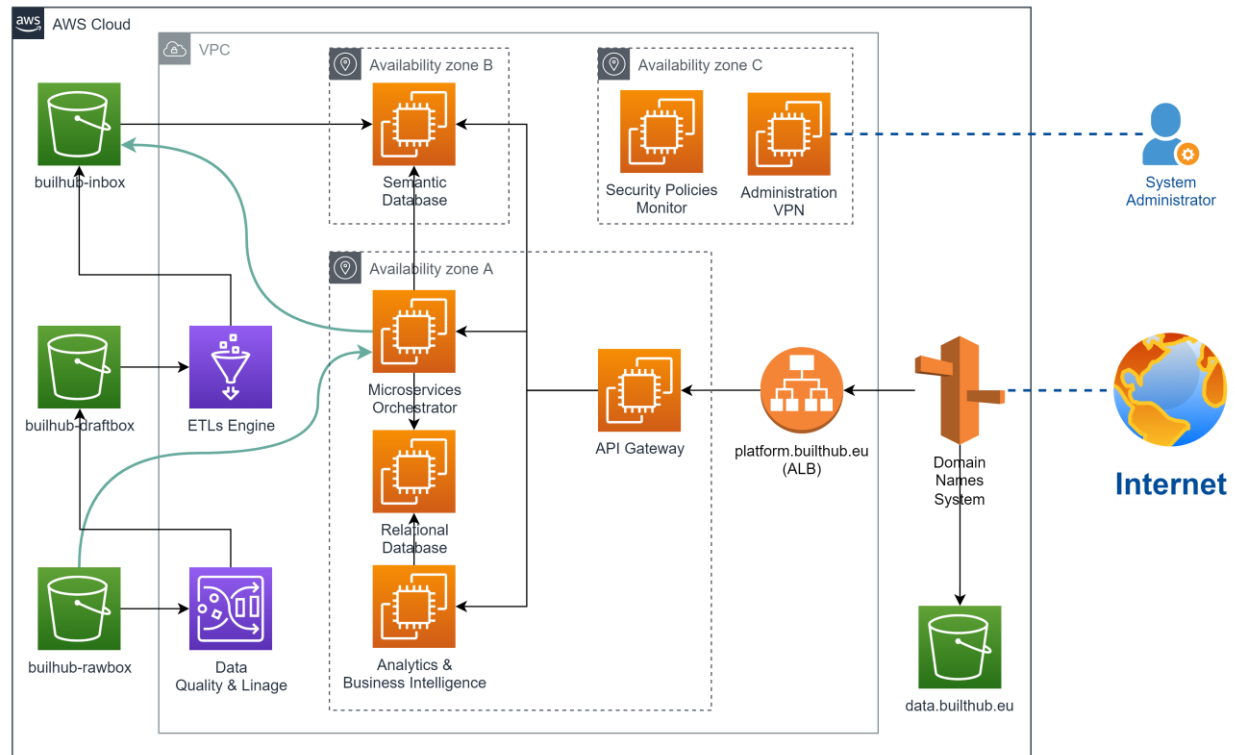 aws
AWS Cloud
VPC
Availability zone B
Availability zone C
builhub-inbox
Semantic
Database
Security Policies
Monitor
Administration
VPN
System
Administrator
Availability zone A
builhub-draftbox
ETLs Engine
Microservices
Orchestrator
API Gateway
platform.builthub.eu
(ALB)
Domain
Names
System
Internet
Relational
Database
builhub-rawbox
Data
Quality & Linage
Analytics &
Business Intelligence
data.builthub.eu